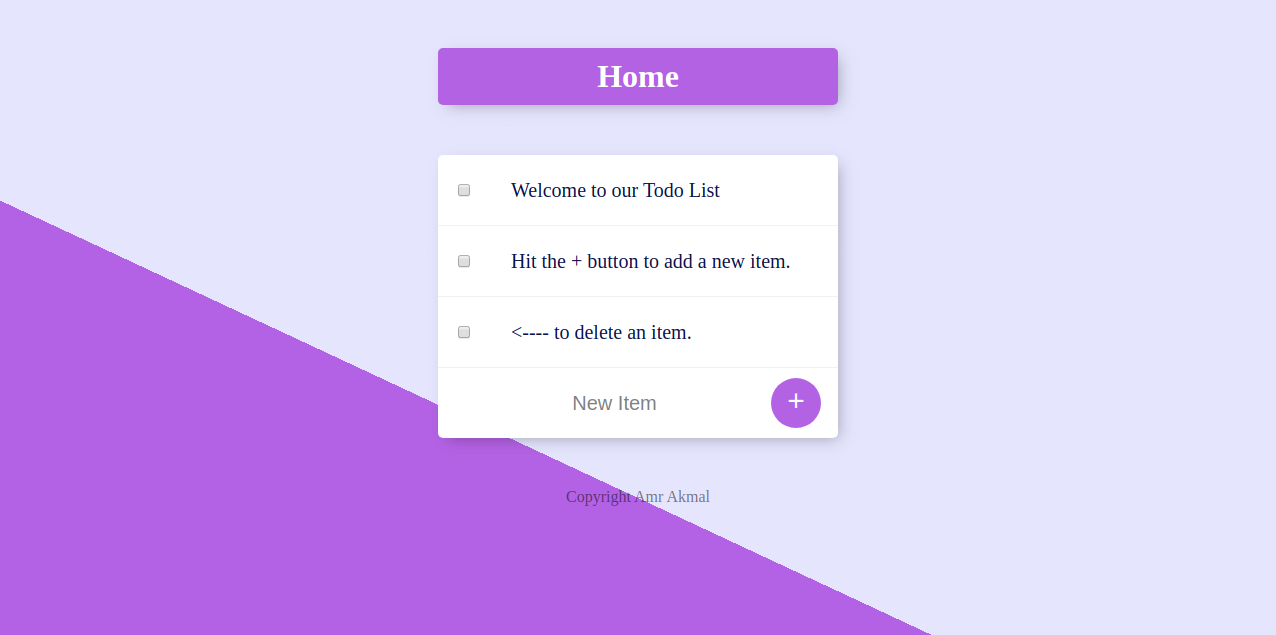 Home
Welcome to our Todo List
Hit the + button to add a new item.
<---- to delete an item.
New Item
+
Copyright Amr Akmal